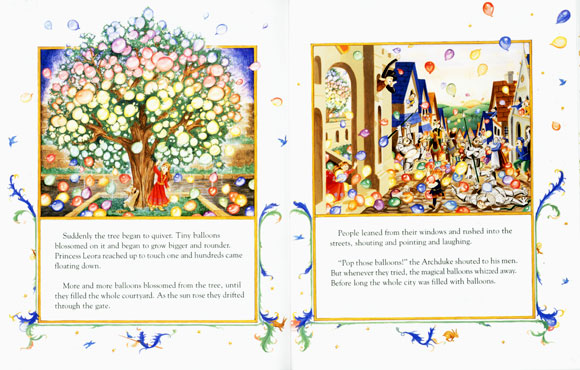 Suddenly the tree began to quiver. Tiny balloons
blossomed on it and began to grow bigger and rounder.
Princess Leora reached up to touch one and hundreds came
floating down.
More and more balloons blossomed from the tree, until
they filled the whole courtyard. As the sun rose they drifted
through the gate.
People leaned from their windows and rushed into the
streets, shouting and pointing and laughing.
"Pop those balloons!" the Archduke shouted to his men.
But whenever they tried, the magical balloons whizzed away.
Before long the whole city was filled with balloons.